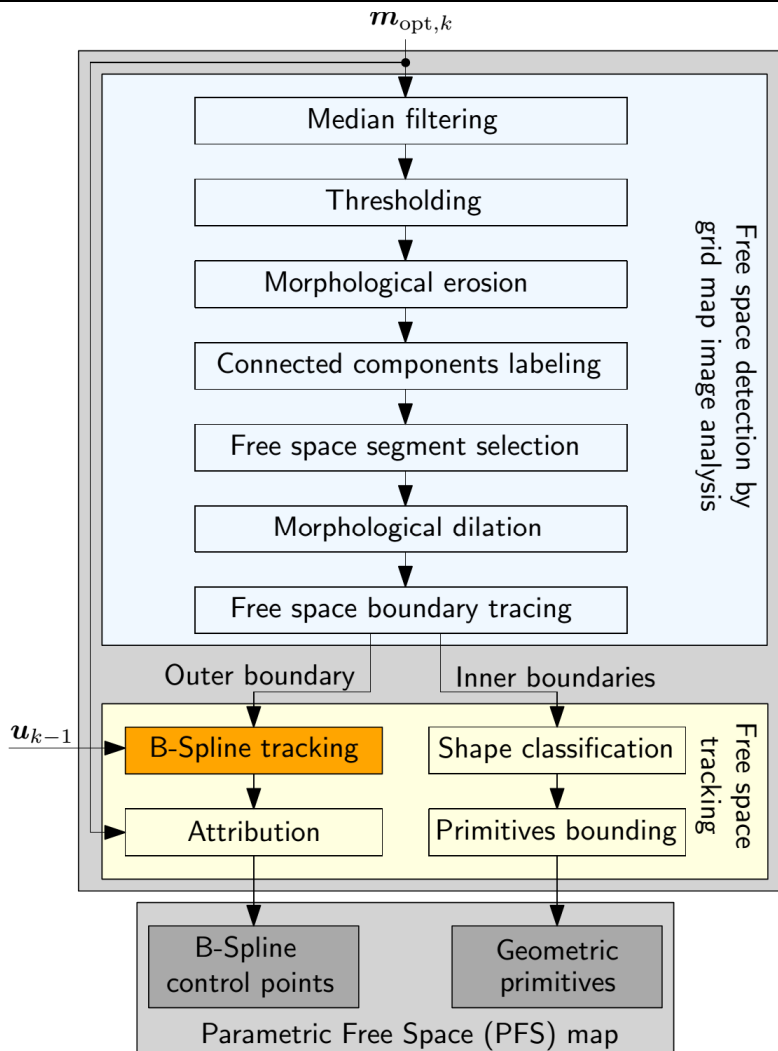 m_opt,k
Median filtering
Thresholding
Morphological erosion
Connected components labeling
Free space segment selection
Morphological dilation
Free space boundary tracing
Free space detection by
grid map image analysis
Outer boundary
Inner boundaries
u_k−1
B-Spline tracking
Shape classification
Attribution
Primitives bounding
Free space
tracking
B-Spline
control points
Geometric
primitives
Parametric Free Space (PFS) map